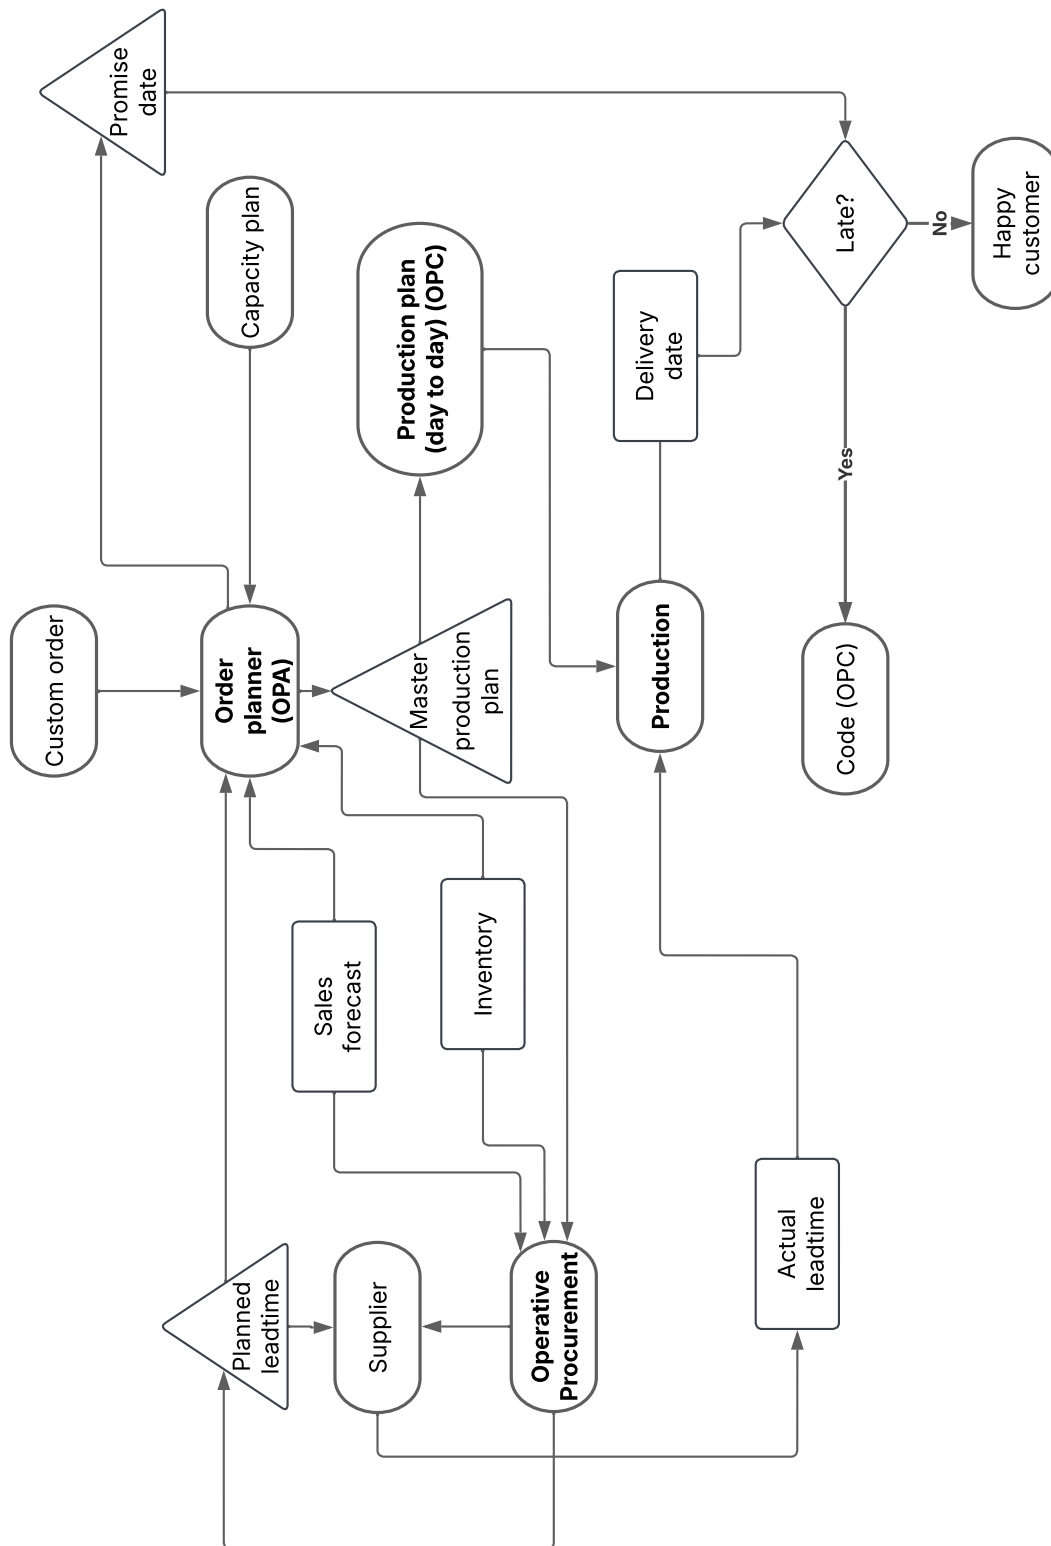 Custom order
Promise
date
Planned
leadtime
Order
planner
(OPA)
Capacity plan
Sales
forecast
Supplier
Master
production
plan
Production plan
(day to day) (OPC)
Inventory
Operative
Procurement
Production
Delivery
date
Actual
leadtime
Code (OPC)
Yes
Late?
No
Happy
customer